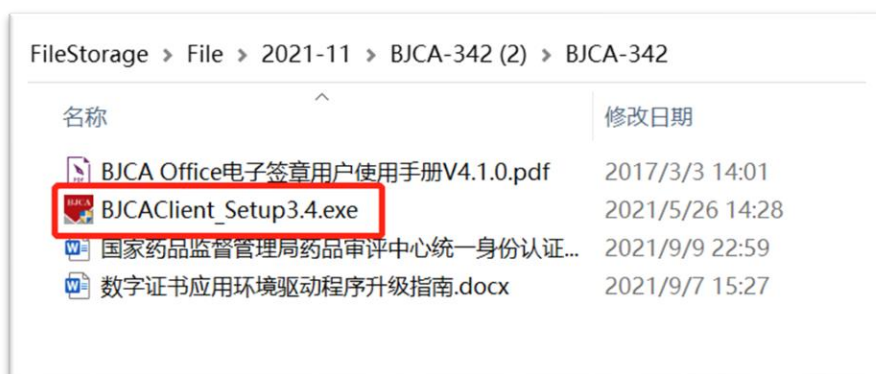 FileStorage > File > 2021-11 > BJCA-342 (2) > BJCA-342
名称 修改日期
BJCA Office电子签章用户使用手册V4.1.0.pdf 2017/3/3 14:01
BJCAClient_Setup3.4.exe 2021/5/26 14:28
国家药品监督管理局药品审评中心统一身份认证... 2021/9/9 22:59
数字证书应用环境驱动程序升级指南.docx 2021/9/7 15:27